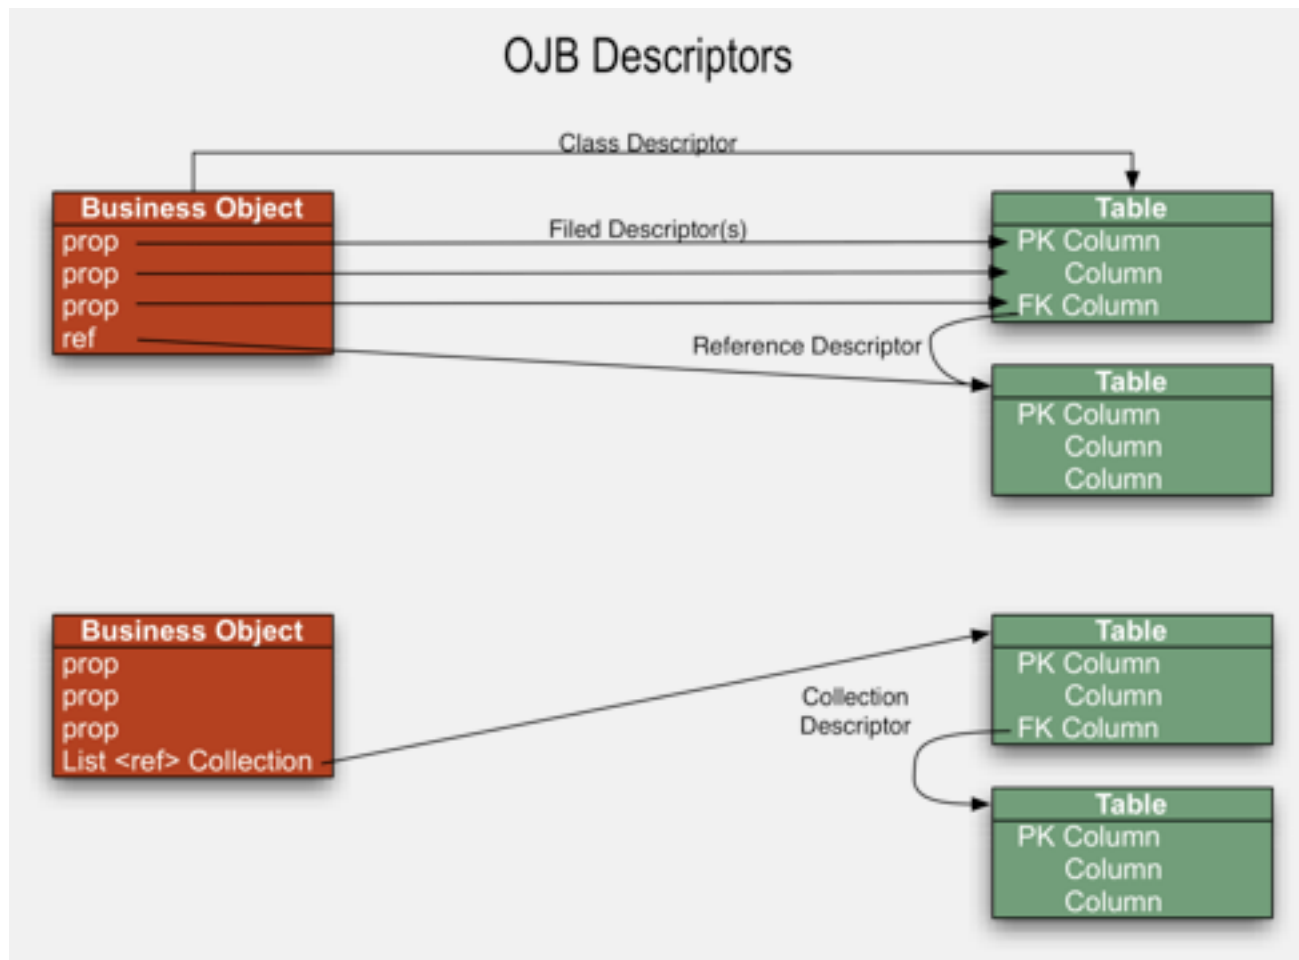 OJB Descriptors
Class Descriptor
Business Object
prop
prop
prop
ref
Filed Descriptor(s)
Table
PK Column
Column
FK Column
Reference Descriptor
Table
PK Column
Column
Column
Business Object
prop
prop
prop
List <ref> Collection
Collection
Descriptor
Table
PK Column
Column
FK Column
Table
PK Column
Column
Column